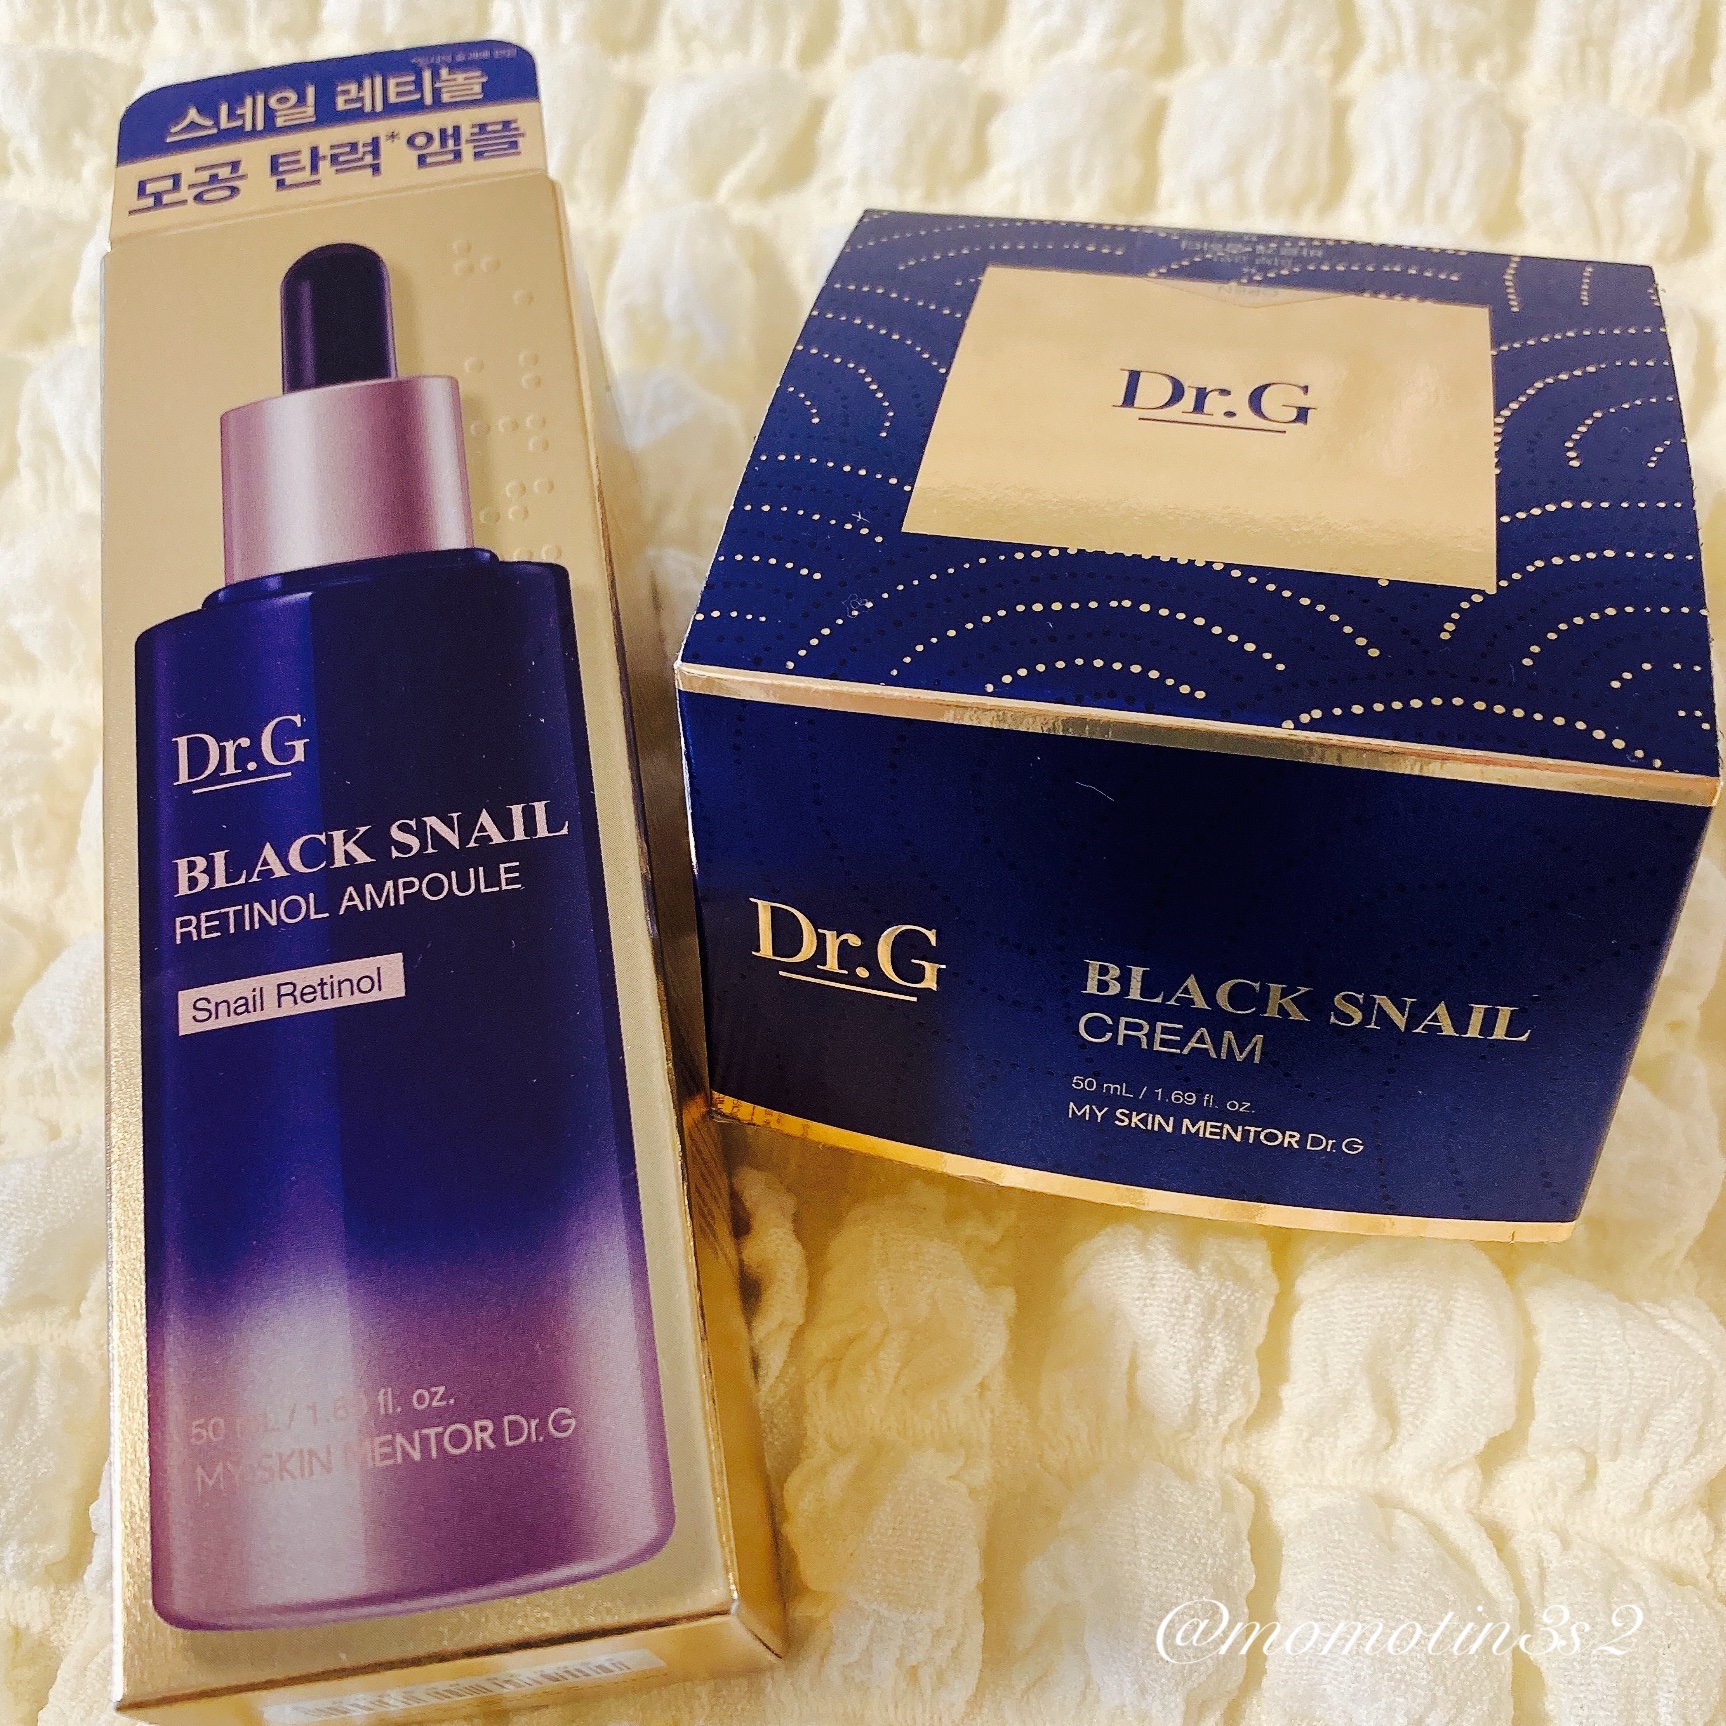 스네일 레티놀
모공 탄력* 앰플
Dr.G
BLACK SNAIL
RETINOL AMPOULE
Snail Retinol
50 mL / 1.69 fl. oz.
MY SKIN MENTOR Dr.G
Dr.G
Dr.G
BLACK SNAIL
CREAM
50 mL / 1.69 fl. oz.
MY SKIN MENTOR Dr.G
@momotin3s2